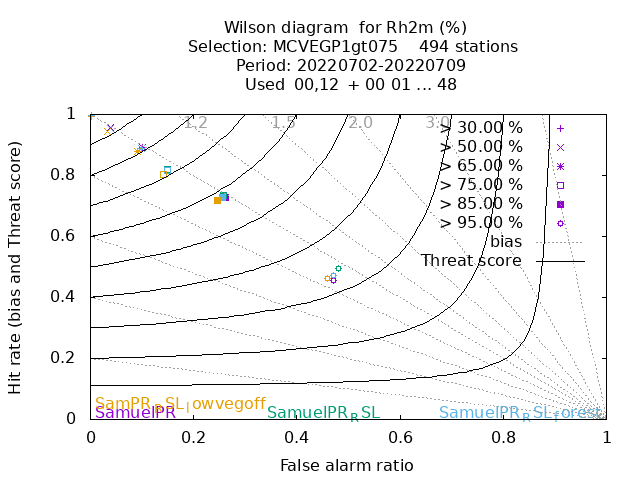 Wilson diagram for Rh2m (%)
Selection: MCVEGP1gt075 494 stations
Period: 20220702-20220709
Used 00,12 + 00 01 ... 48
Hit rate (bias and Threat score)
1
0.8
0.6
0.4
0.2
0
1.2 1.5 2.0 3.0
> 30.00 %
> 50.00 %
> 65.00 %
> 75.00 %
> 85.00 %
> 95.00 %
bias
Threat score
SamPR_RSL_lowvegoff
SamuelPR SamuelPR_RSL SamuelPR_RSL_forest
0 0.2 0.4 0.6 0.8 1
False alarm ratio